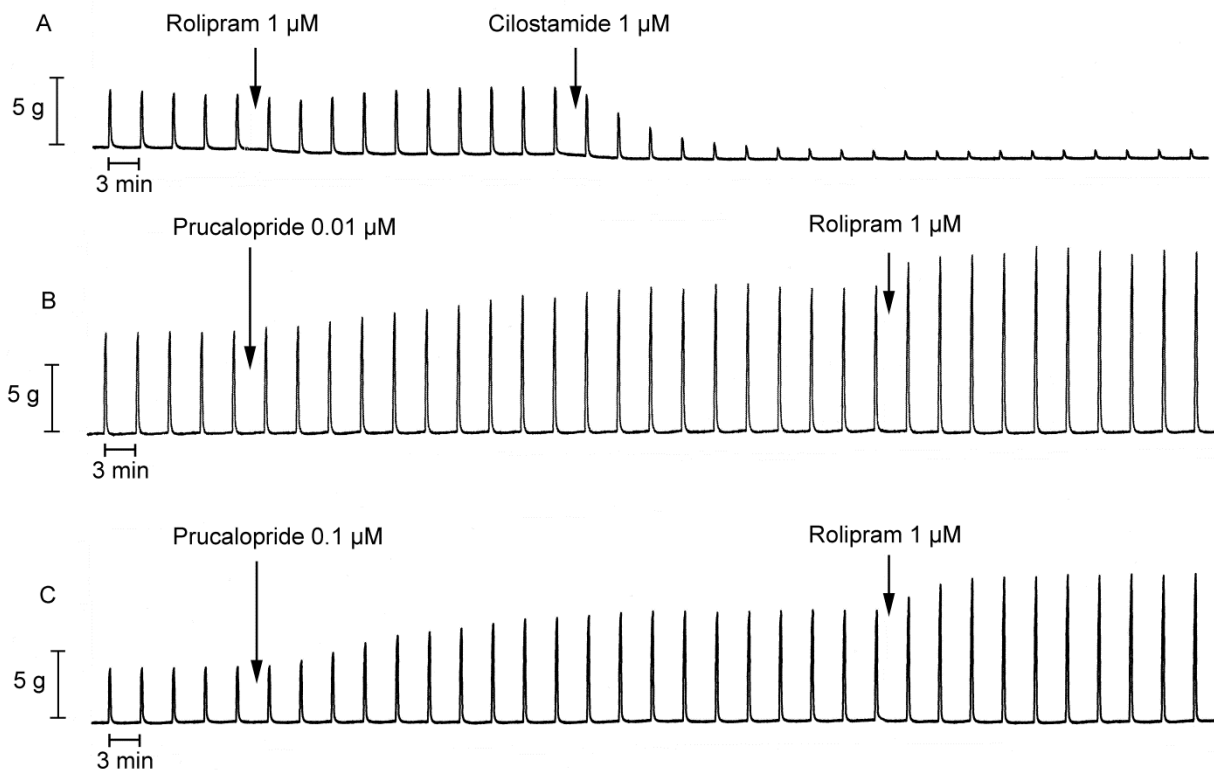 A
Rolipram 1 µM
Cilostamide 1 µM
5 g
3 min
Prucalopride 0.01 µM
Rolipram 1 µM
B
5 g
3 min
Prucalopride 0.1 µM
Rolipram 1 µM
C
5 g
3 min